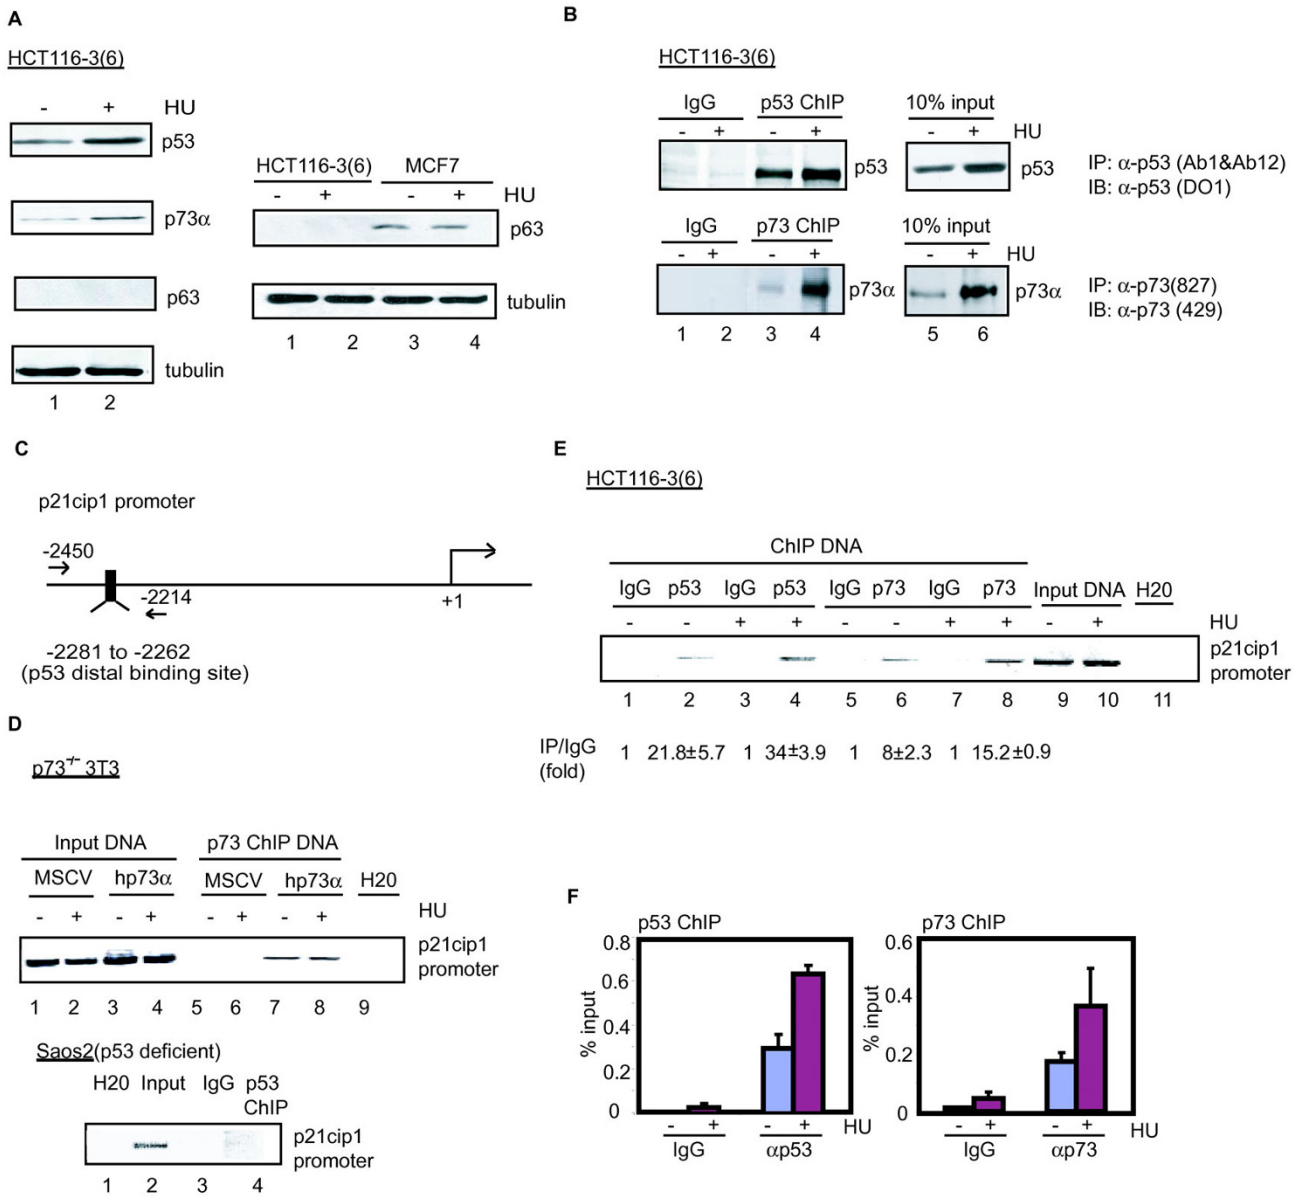 A
HCT116-3(6)
- + HU
p53
p73α
p63
tubulin
1 2
HCT116-3(6) MCF7
- + - + HU
p63
tubulin
1 2 3 4
B
HCT116-3(6)
IgG p53 ChIP 10% input
- + - + - + HU
p53 p53
IP: α-p53 (Ab1&Ab12)
IB: α-p53 (DO1)
IgG p73 ChIP 10% input
- + - + - + HU
p73α p73α
IP: α-p73(827)
IB: α-p73 (429)
1 2 3 4 5 6
C
p21cip1 promoter
-2450
-2214
+1
-2281 to -2262
(p53 distal binding site)
D
p73-/- 3T3
Input DNA p73 ChIP DNA
MSCV hp73α MSCV hp73α H20
- + - + - + - + HU
p21cip1
promoter
1 2 3 4 5 6 7 8 9
Saos2(p53 deficient)
H20 Input IgG p53
ChIP
p21cip1
promoter
1 2 3 4
E
HCT116-3(6)
ChIP DNA
IgG p53 IgG p53 IgG p73 IgG p73 Input DNA H20
- - + + - - + + - + HU
p21cip1
promoter
1 2 3 4 5 6 7 8 9 10 11
IP/IgG 1 21.8±5.7 1 34±3.9 1 8±2.3 1 15.2±0.9
(fold)
F
p53 ChIP
0.8
0.6
0.4
0.2
0
% input
- + - + HU
IgG αp53
p73 ChIP
0.6
0.4
0.2
0
% input
- + - + HU
IgG αp73